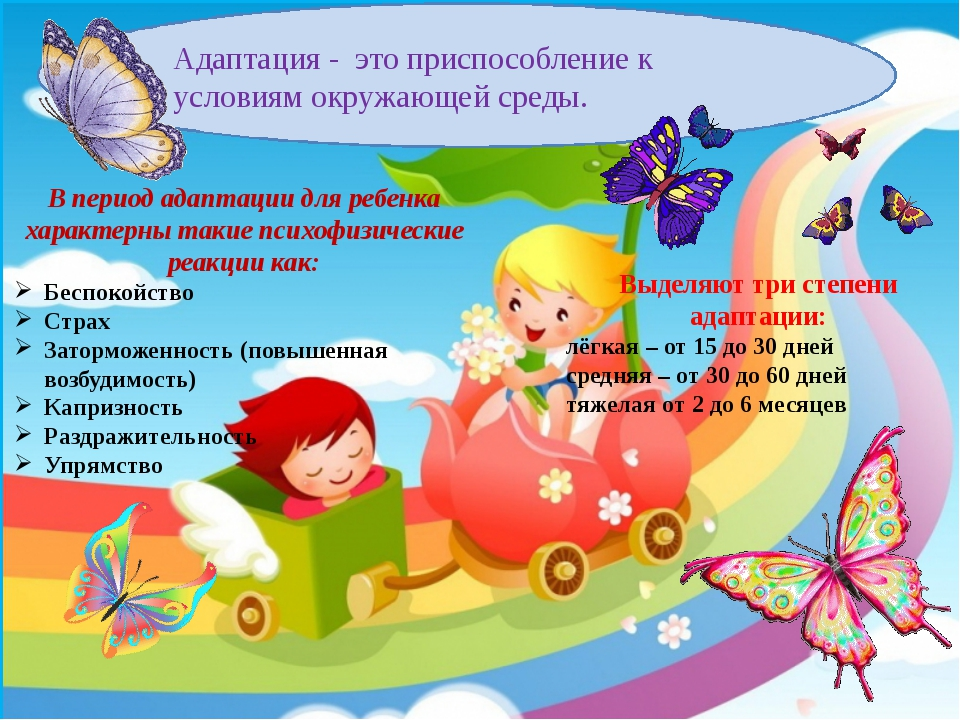 Адаптация -  это приспособление к
условиям окружающей среды.
В период адаптации для ребенка
характерны такие психофизические
реакции как:
Беспокойство
Страх
Заторможенность (повышенная
возбудимость)
Капризность
Раздражительность
Упрямство
Выделяют три степени
адаптации:
лёгкая – от 15 до 30 дней
средняя – от 30 до 60 дней
тяжелая от 2 до 6 месяцев